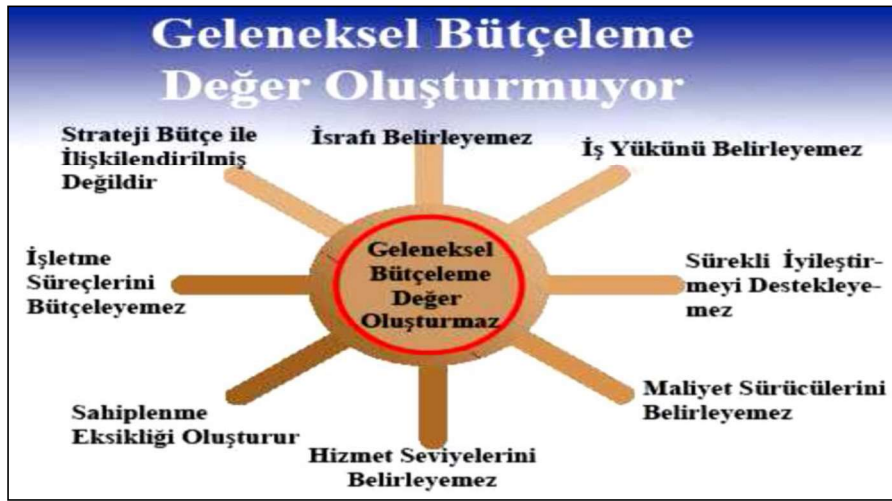 Geleneksel Bütçeleme
Değer Oluşturmuyor
Strateji Bütçe ile
İlişkilendirilmiş
Değildir
İsrafı Belirleyemez
İş Yükünü Belirleyemez
İşletme
Süreçlerini
Bütçeleyemez
Geleneksel
Bütçeleme
Değer
Oluşturmaz
Sürekli İyileştir-
meyi Destekleye-
mez
Sahiplenme
Eksikliği Oluşturur
Hizmet Seviyelerini
Belirleyemez
Maliyet Sürücülerini
Belirleyemez